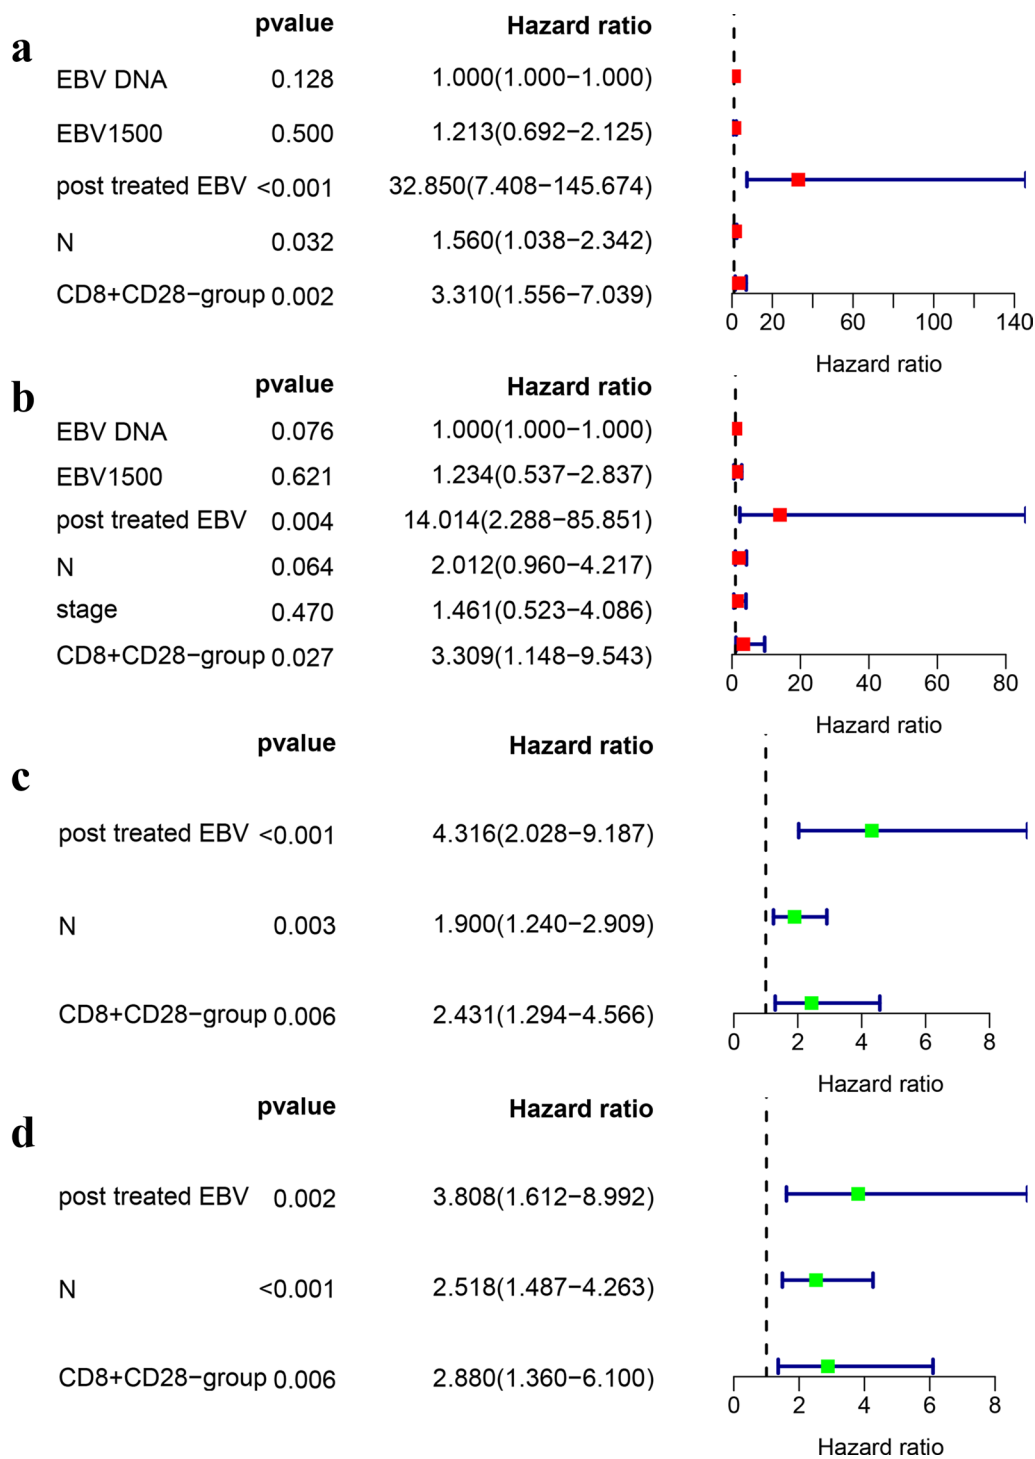 a
pvalue Hazard ratio
EBV DNA 0.128 1.000(1.000−1.000)
EBV1500 0.500 1.213(0.692−2.125)
post treated EBV <0.001 32.850(7.408−145.674)
N 0.032 1.560(1.038−2.342)
CD8+CD28−group 0.002 3.310(1.556−7.039)
0 20 60 100 140
Hazard ratio
b
pvalue Hazard ratio
EBV DNA 0.076 1.000(1.000−1.000)
EBV1500 0.621 1.234(0.537−2.837)
post treated EBV 0.004 14.014(2.288−85.851)
N 0.064 2.012(0.960−4.217)
stage 0.470 1.461(0.523−4.086)
CD8+CD28−group 0.027 3.309(1.148−9.543)
0 20 40 60 80
Hazard ratio
c
pvalue Hazard ratio
post treated EBV <0.001 4.316(2.028−9.187)
N 0.003 1.900(1.240−2.909)
CD8+CD28−group 0.006 2.431(1.294−4.566)
0 2 4 6 8
Hazard ratio
d
pvalue Hazard ratio
post treated EBV 0.002 3.808(1.612−8.992)
N <0.001 2.518(1.487−4.263)
CD8+CD28−group 0.006 2.880(1.360−6.100)
0 2 4 6 8
Hazard ratio